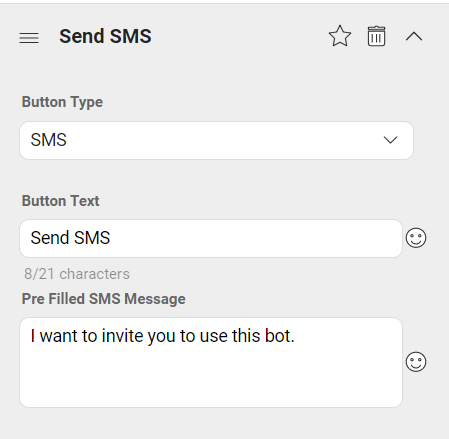 Send SMS
Button Type
SMS
Button Text
Send SMS
8/21 characters
Pre Filled SMS Message
I want to invite you to use this bot.